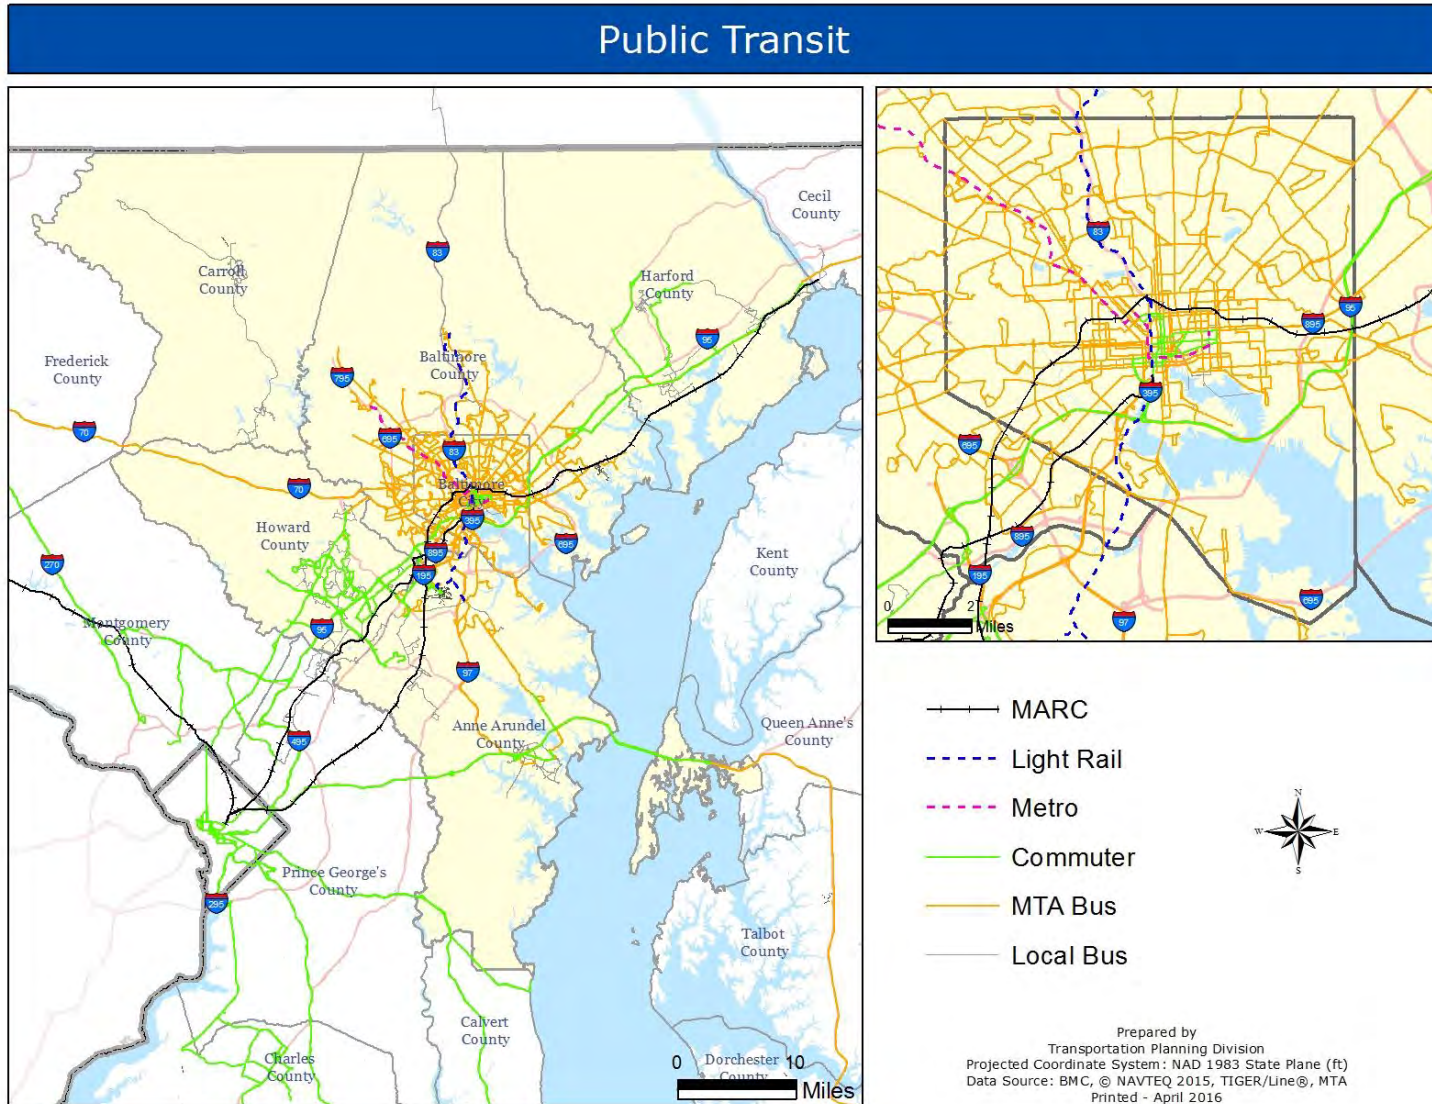 Public Transit
Cecil
County
83
Carroll
County
Harford
County
95
Frederick
County
Baltimore
County
795
70
695
83
70
Baltimore
395
Howard
County
895
695
270
195
Kent
County
Montgomery
County
95
97
495
Anne Arundel
County
Queen Anne's
County
Prince George's
County
295
Talbot
County
Calvert
County
Charles
County
Dorchester
County
0 10
Miles
83
95
895
395
695
895
195
695
97
0 2
Miles
MARC
Light Rail
Metro
Commuter
MTA Bus
Local Bus
N
W E
S
Prepared by
Transportation Planning Division
Projected Coordinate System: NAD 1983 State Plane (ft)
Data Source: BMC, © NAVTEQ 2015, TIGER/Line®, MTA
Printed - April 2016